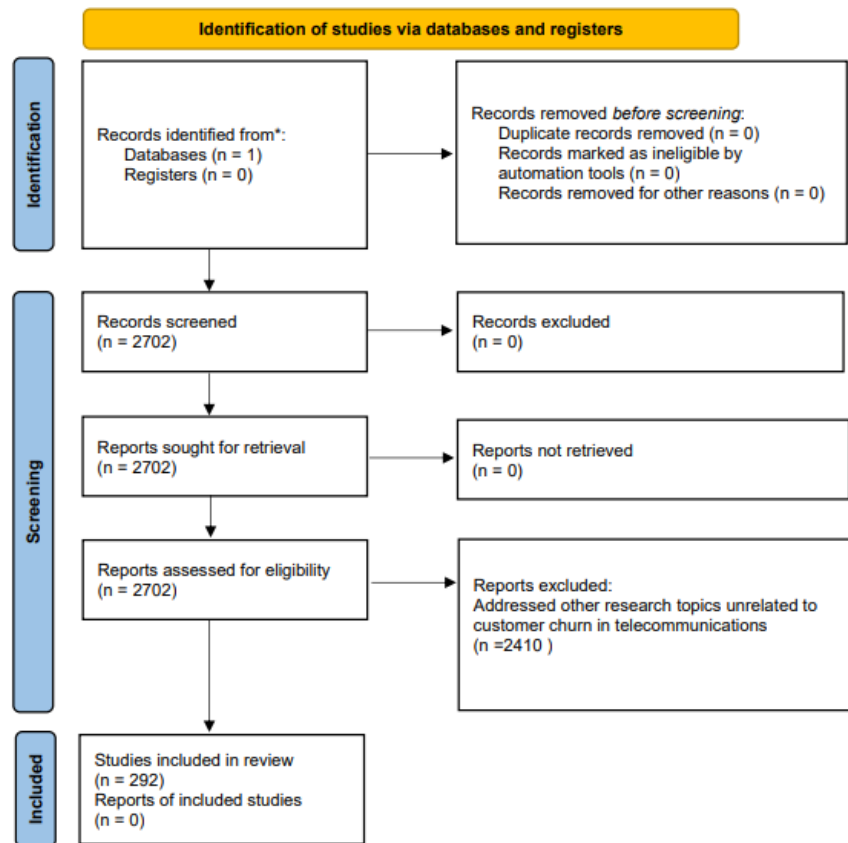 Identification of studies via databases and registers
Identification
Records identified from*:
Databases (n = 1)
Registers (n = 0)
Records removed before screening:
Duplicate records removed (n = 0)
Records marked as ineligible by
automation tools (n = 0)
Records removed for other reasons (n = 0)
Screening
Records screened
(n = 2702)
Records excluded
(n = 0)
Reports sought for retrieval
(n = 2702)
Reports not retrieved
(n = 0)
Reports assessed for eligibility
(n = 2702)
Reports excluded:
Addressed other research topics unrelated to
customer churn in telecommunications
(n =2410 )
Included
Studies included in review
(n = 292)
Reports of included studies
(n = 0)